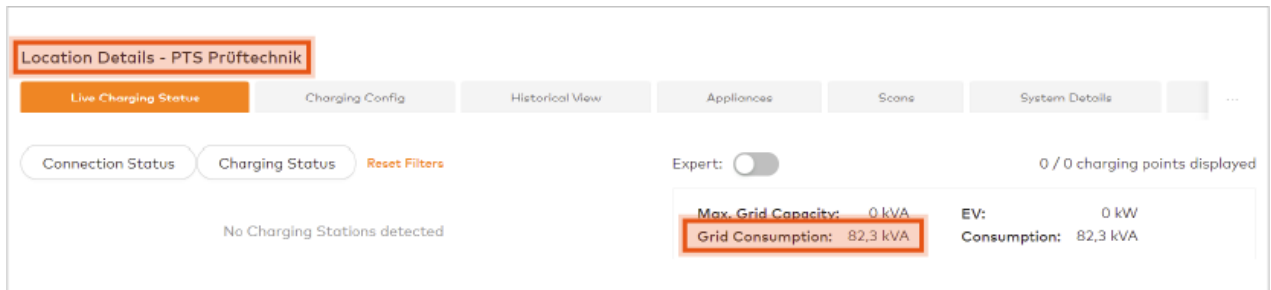 Location Details - PTS Prüftechnik
Live Charging Status Charging Config Historical View Appliances Scans System Details ...
Connection Status Charging Status Reset Filters Expert: 0 / 0 charging points displayed
No Charging Stations detected
Max. Grid Capacity: 0 kVA EV: 0 kW
Grid Consumption: 82,3 kVA Consumption: 82,3 kVA